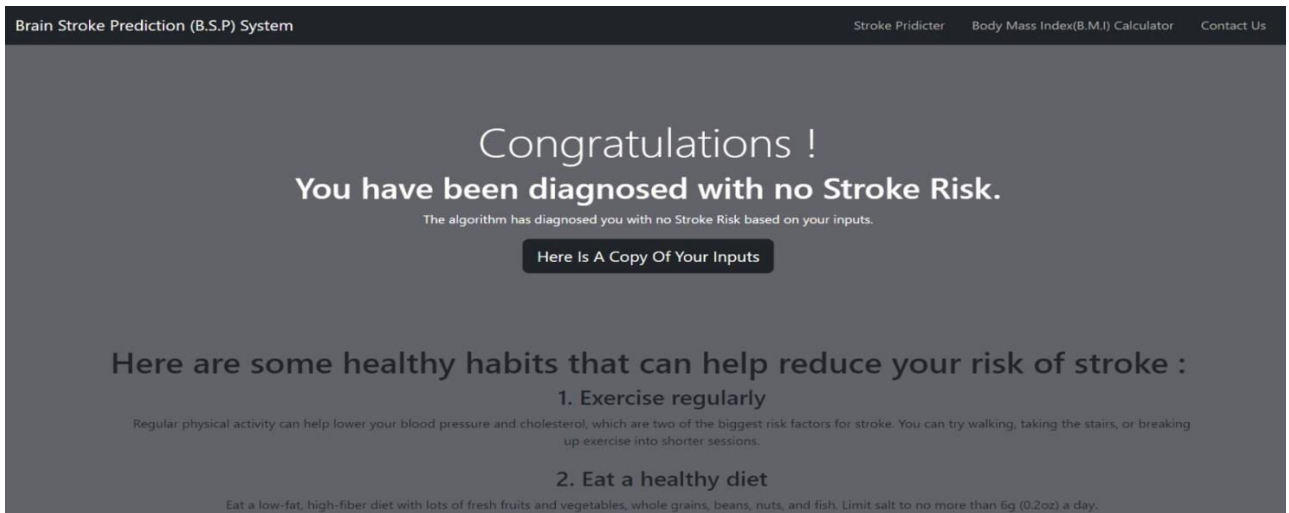 Brain Stroke Prediction (B.S.P) System
Stroke Pridicter
Body Mass Index(B.M.I) Calculator
Contact Us
Congratulations !
You have been diagnosed with no Stroke Risk.
The algorithm has diagnosed you with no Stroke Risk based on your inputs.
Here Is A Copy Of Your Inputs
Here are some healthy habits that can help reduce your risk of stroke :
1. Exercise regularly
Regular physical activity can help lower your blood pressure and cholesterol, which are two of the biggest risk factors for stroke. You can try walking, taking the stairs, or breaking
up exercise into shorter sessions.
2. Eat a healthy diet
Eat a low-fat, high-fiber diet with lots of fresh fruits and vegetables, whole grains, beans, nuts, and fish. Limit salt to no more than 6g (0.2oz) a day.